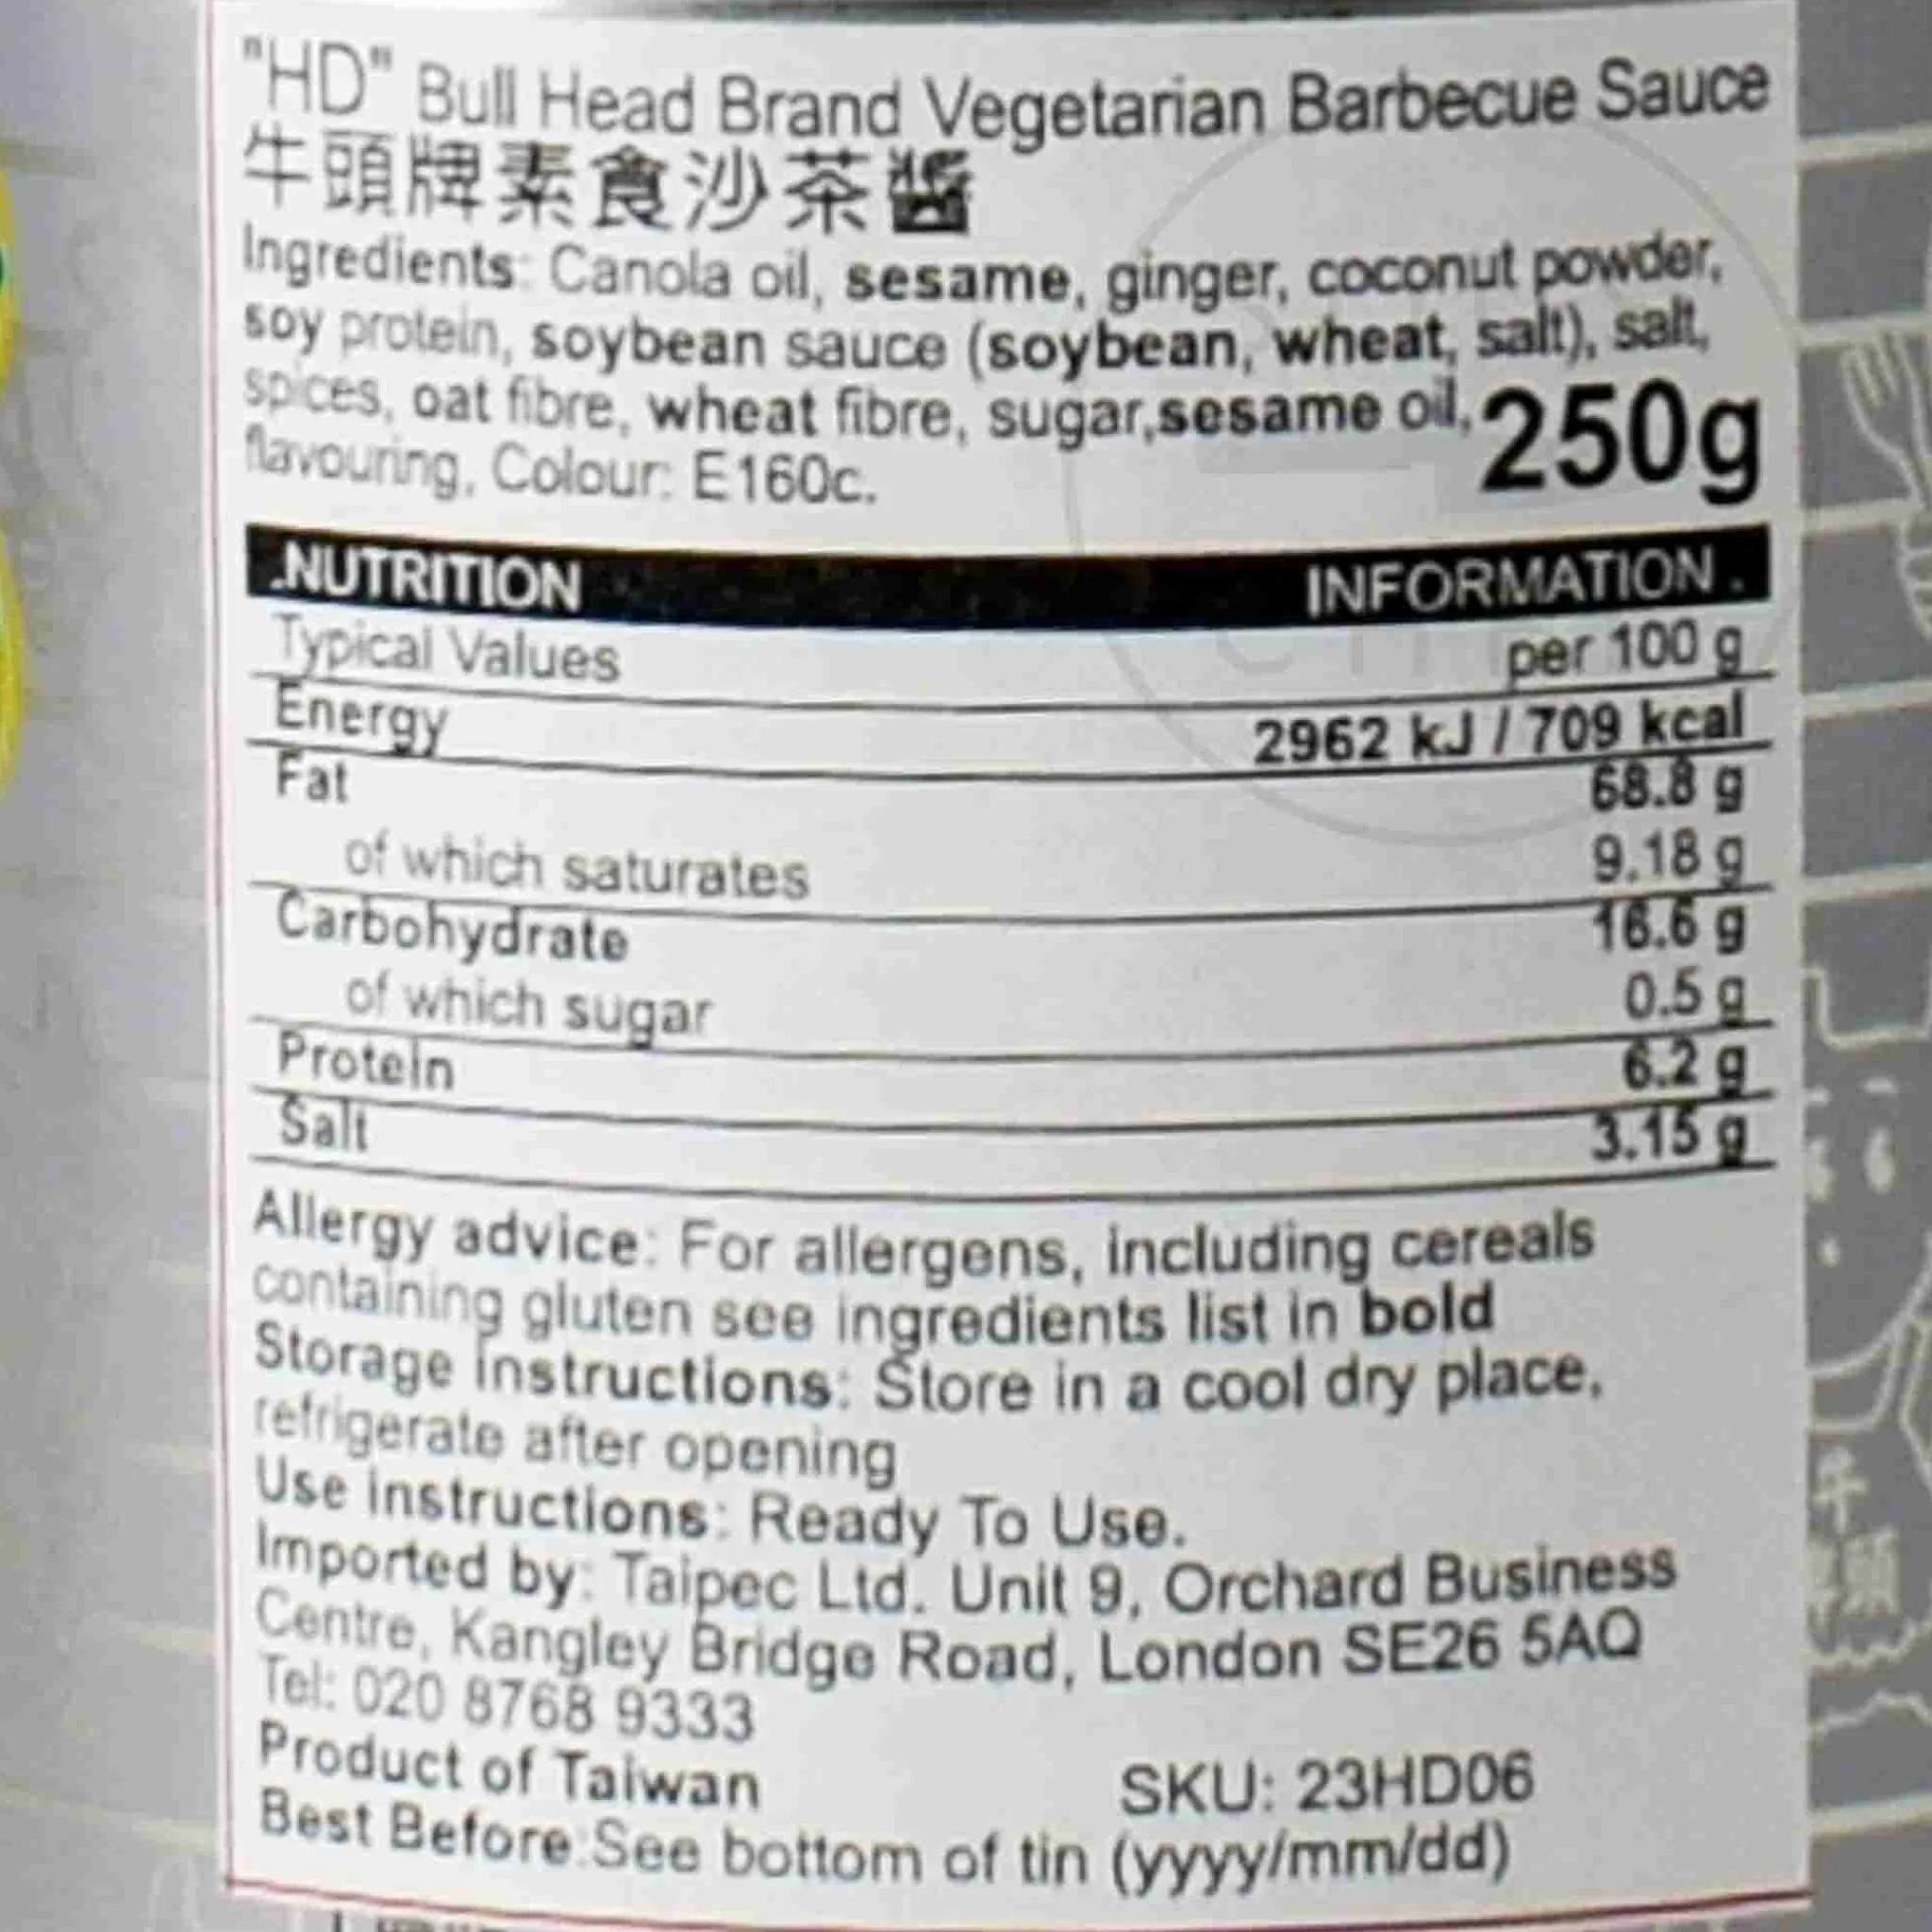 "HD" Bull Head Brand Vegetarian Barbecue Sauce
牛頭牌素食沙茶醬
Ingredients: Canola oil, sesame, ginger, coconut powder,
soy protein, soybean sauce (soybean, wheat, salt), salt,
spices, oat fibre, wheat fibre, sugar,sesame oil,
flavouring, Colour: E160c.
250g
.NUTRITION INFORMATION .
Typical Values per 100 g
Energy 2962 kJ / 709 kcal
Fat 68.8 g
of which saturates 9.18 g
Carbohydrate 16.6 g
of which sugar 0.5 g
Protein 6.2 g
Salt 3.15 g
Allergy advice: For allergens, including cereals
containing gluten see ingredients list in bold
Storage instructions: Store in a cool dry place,
refrigerate after opening
Use instructions: Ready To Use.
Imported by: Taipec Ltd. Unit 9, Orchard Business
Centre, Kangley Bridge Road, London SE26 5AQ
Tel: 020 8768 9333
Product of Taiwan SKU: 23HD06
Best Before:See bottom of tin (yyyy/mm/dd)